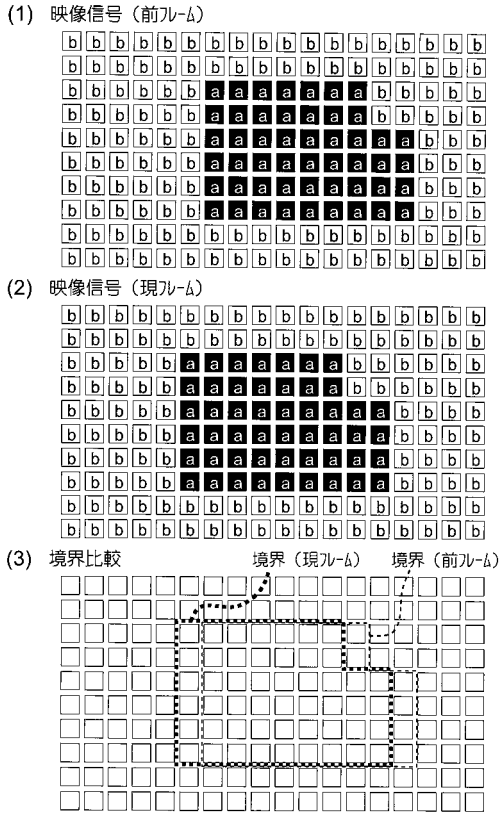 (1) 映像信号（前フレーム）
b b b b b b b b b b b b b b b b b b
b b b b b b b b b b b b b b b b b b
b b b b b b a a a a a a a b b b b b
b b b b b b a a a a a a a b b b b b
b b b b b b a a a a a a a a a b b b
b b b b b b a a a a a a a a a b b b
b b b b b b a a a a a a a a a b b b
b b b b b b a a a a a a a a a b b b
b b b b b b b b b b b b b b b b b b
b b b b b b b b b b b b b b b b b b
(2) 映像信号（現フレーム）
b b b b b b b b b b b b b b b b b b
b b b b b b b b b b b b b b b b b b
b b b b b a a a a a a a b b b b b b
b b b b b a a a a a a a b b b b b b
b b b b b a a a a a a a a a b b b b
b b b b b a a a a a a a a a b b b b
b b b b b a a a a a a a a a b b b b
b b b b b a a a a a a a a a b b b b
b b b b b b b b b b b b b b b b b b
b b b b b b b b b b b b b b b b b b
(3) 境界比較 境界（現フレーム） 境界（前フレーム）